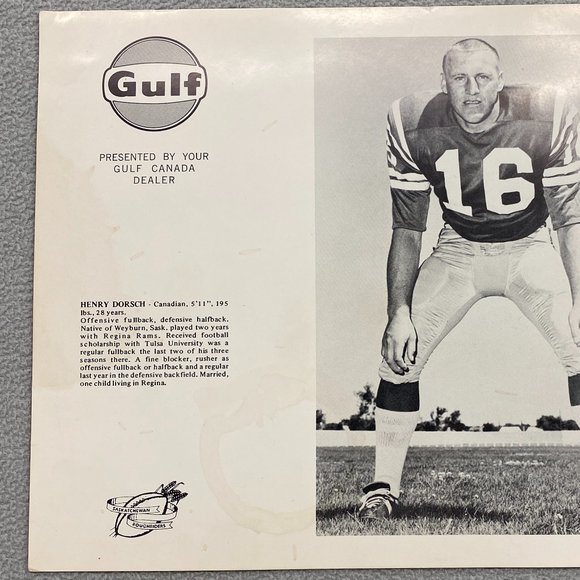 Gulf
PRESENTED BY YOUR
GULF CANADA
DEALER
16
HENRY DORSCH - Canadian, 5'11", 195
lbs., 28 years.
Offensive fullback, defensive halfback.
Native of Weyburn, Sask. played two years
with Regina Rams. Received football
scholarship with Tulsa University was a
regular fullback the last two of his three
seasons there. A fine blocker, rusher as
offensive fullback or halfback and a regular
last year in the defensive backfield. Married,
one child living in Regina.
SASKATCHEWAN
ROUGHRIDERS